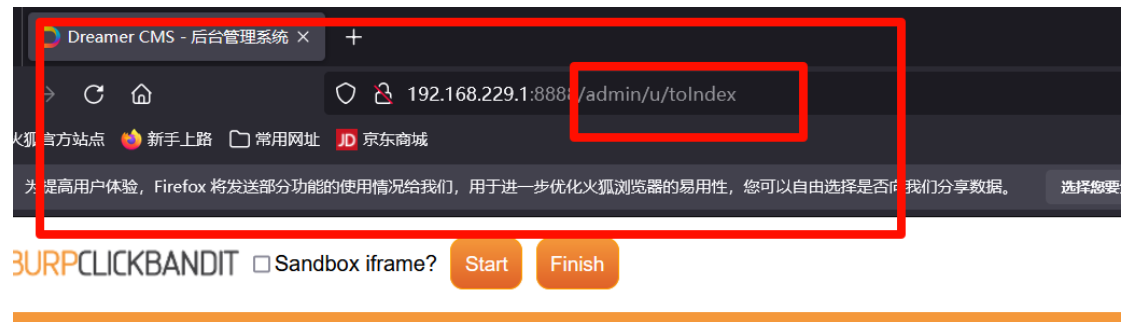 Dreamer CMS - 后台管理系统
192.168.229.1:8888/admin/u/toIndex
火狐官方站点 新手上路 常用网址 JD 京东商城
为提高用户体验，Firefox 将发送部分功能的使用情况给我们，用于进一步优化火狐浏览器的易用性，您可以自由选择是否向我们分享数据。 选择您要
BURPCLICKBANDIT Sandbox iframe? Start Finish